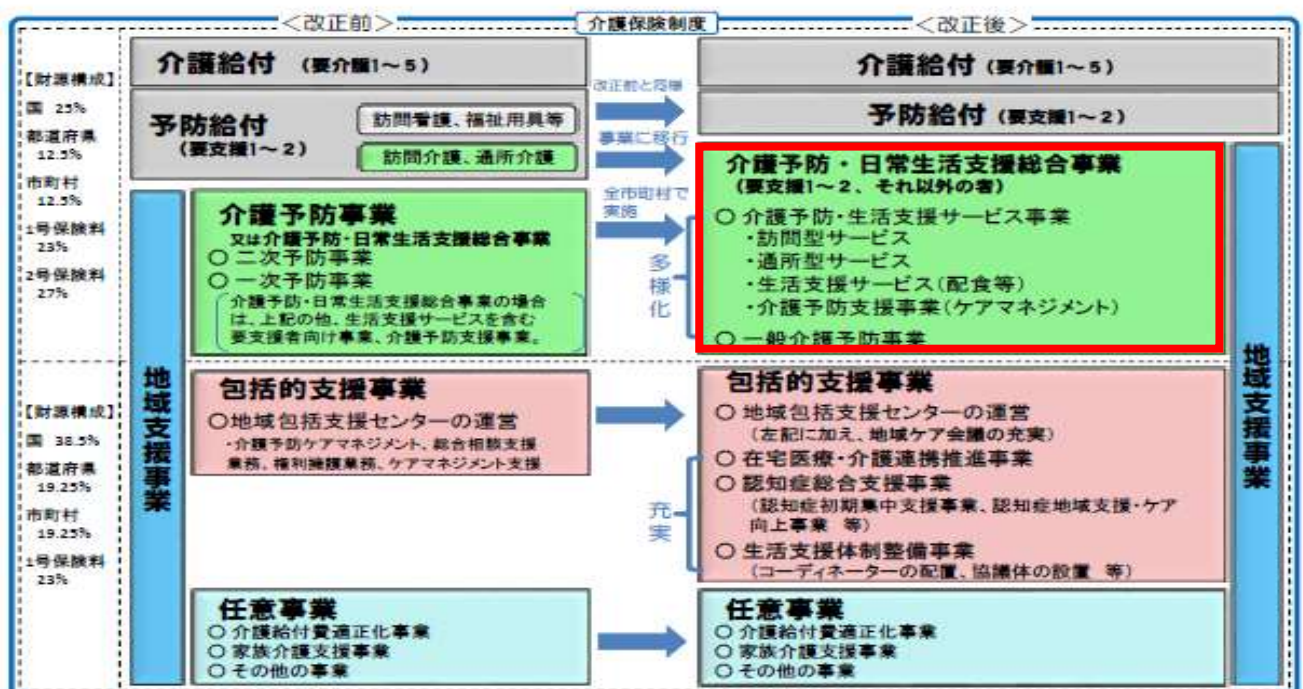 ＜改正前＞
介護保険制度
＜改正後＞
【財源構成】
国 25%
都道府県
12.5%
市町村
12.5%
1号保険料
23%
2号保険料
27%
【財源構成】
国 38.5%
都道府県
19.25%
市町村
19.25%
1号保険料
23%
介護給付 （要介護1～5）
予防給付
（要支援1～2）
訪問看護、福祉用具等
訪問介護、通所介護
地域支援事業
介護予防事業
又は介護予防・日常生活支援総合事業
○ 二次予防事業
○ 一次予防事業
介護予防・日常生活支援総合事業の場合
は、上記の他、生活支援サービスを含む
要支援者向け事業、介護予防支援事業。
包括的支援事業
○地域包括支援センターの運営
・介護予防ケアマネジメント、総合相談支援
業務、権利擁護業務、ケアマネジメント支援
任意事業
○ 介護給付費適正化事業
○ 家族介護支援事業
○ その他の事業
改正前と同様
事業に移行
全市町村で
実施
多様化
充実
介護給付（要介護1～5）
予防給付（要支援1～2）
介護予防・日常生活支援総合事業
（要支援1～2、それ以外の者）
○ 介護予防・生活支援サービス事業
・訪問型サービス
・通所型サービス
・生活支援サービス（配食等）
・介護予防支援事業（ケアマネジメント）
○ 一般介護予防事業
包括的支援事業
○ 地域包括支援センターの運営
（左記に加え、地域ケア会議の充実）
○ 在宅医療・介護連携推進事業
○ 認知症総合支援事業
（認知症初期集中支援事業、認知症地域支援・ケア
向上事業 等）
○ 生活支援体制整備事業
（コーディネーターの配置、協議体の設置 等）
任意事業
○ 介護給付費適正化事業
○ 家族介護支援事業
○ その他の事業
地域支援事業